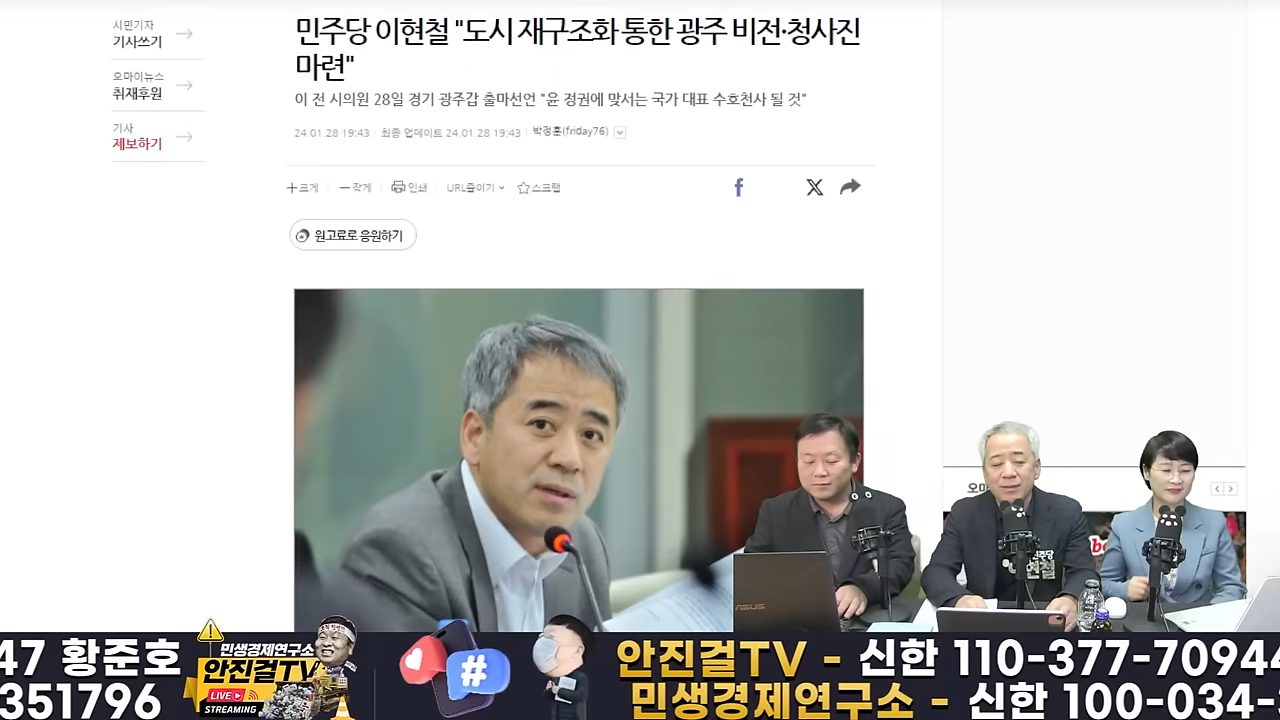 시민기자
기사쓰기
오마이뉴스
취재후원
기사
제보하기
민주당 이현철 "도시 재구조화 통한 광주 비전·청사진
마련"
이 전 시의원 28일 경기 광주갑 출마선언 "윤 정권에 맞서는 국가 대표 수호천사 될 것"
24.01.28 19:43 최종 업데이트 24.01.28 19:43 박정훈(friday76)
크게 작게 인쇄 URL줄이기 스크랩
원고료로 응원하기
ASUS
47 황준호
351796
민생경제연구소
안진걸TV
LIVE
STREAMING
#
안진걸TV - 신한 110-377-70944
민생경제연구소 - 신한 100-034-